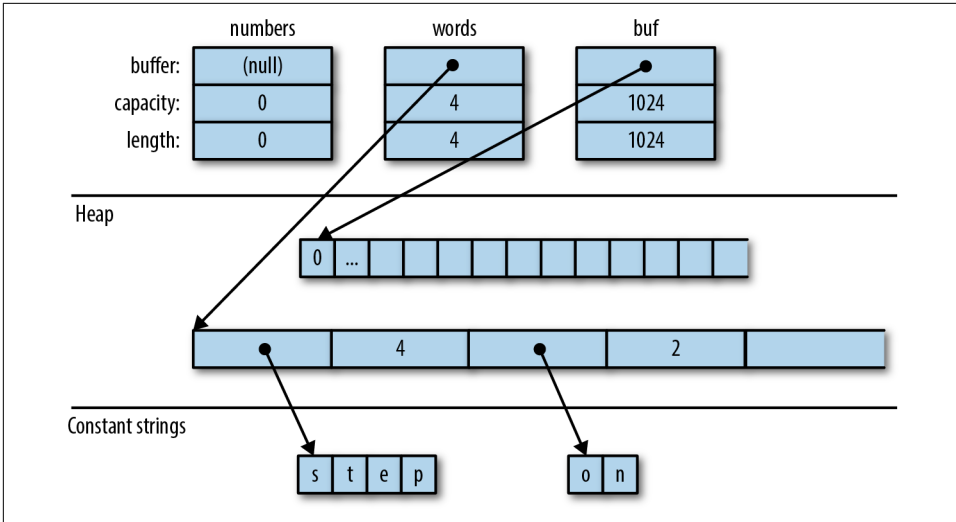 numbers words buf
buffer: (null)
capacity: 0 4 1024
length: 0 4 1024
Heap
0 ...
4 2
Constant strings
s t e p o n